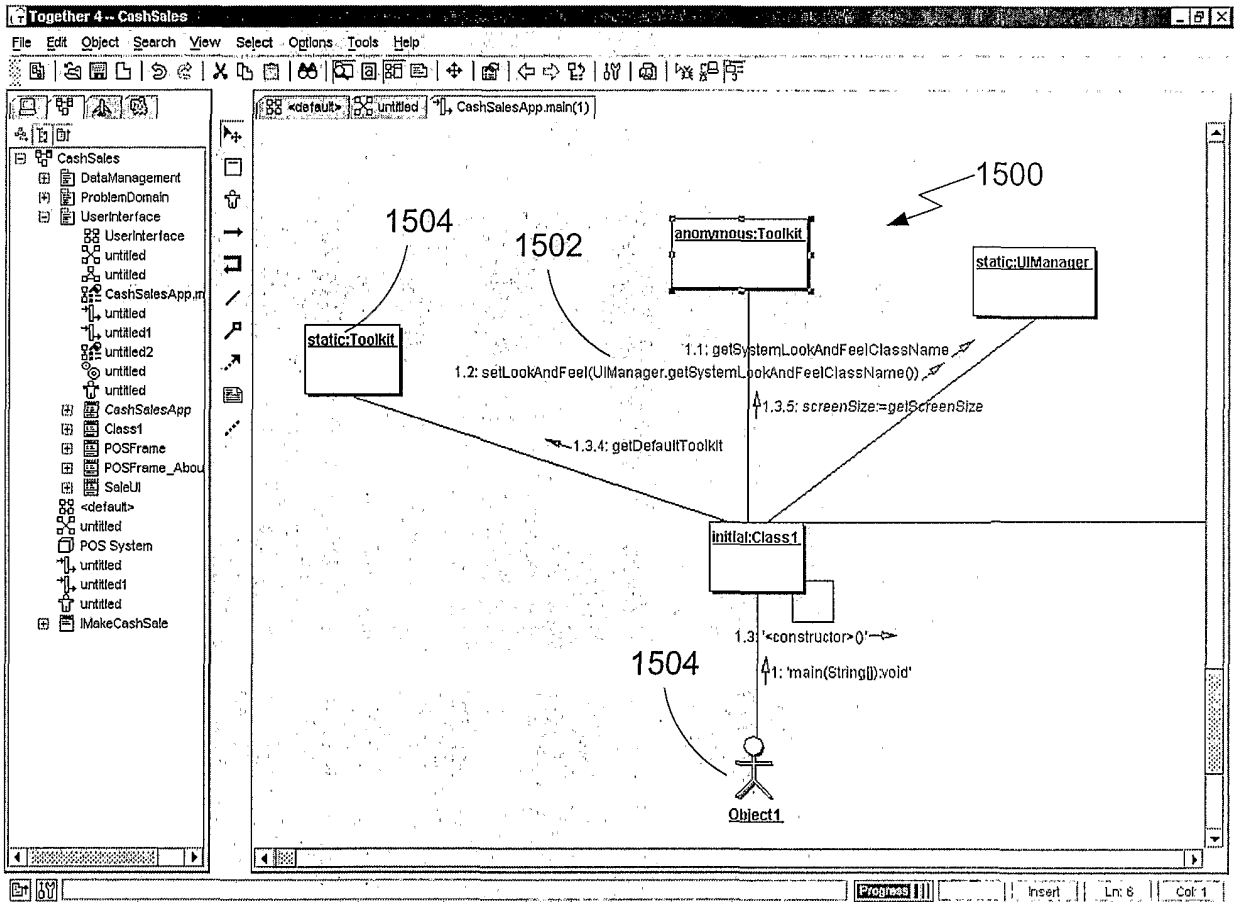 Together 4 -- CashSales
File Edit Object Search View Select Options Tools Help
<default> untitled CashSalesApp.main(1)
CashSales
DataManagement
ProblemDomain
UserInterface
UserInterface
untitled
untitled
CashSalesApp.m
untitled
untitled1
untitled2
untitled
untitled
CashSalesApp
Class1
POSFrame
POSFrame_Abou
SaleUI
<default>
untitled
POS System
untitled
untitled1
untitled
IMakeCashSale
1500
1504
1502
anonymous:Toolkit
static:UIManager
static:Toolkit
1.1: getSystemLookAndFeelClassName
1.2: setLookAndFeel(UIManager.getSystemLookAndFeelClassName())
1.3.5: screenSize:=getScreenSize
1.3.4: getDefaultToolkit
initial:Class1
1.3: '<constructor>()'
1504
1: 'main(String[]):void'
Object1
Progress Insert Ln: 6 Col: 1